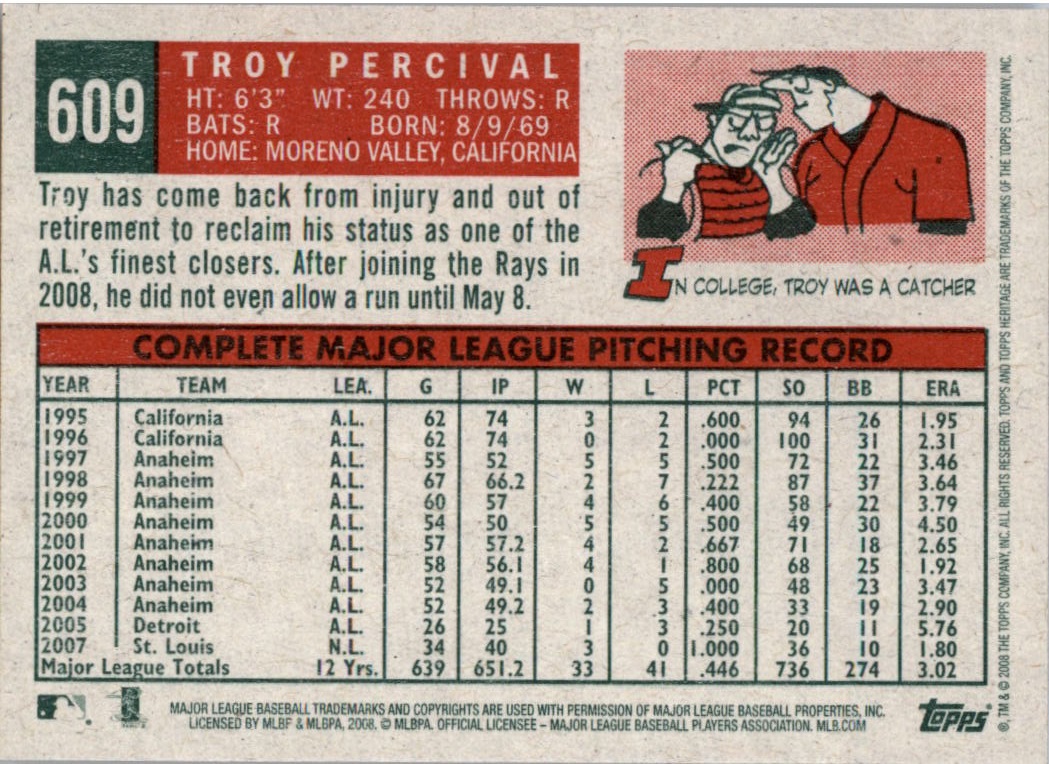 609
TROY PERCIVAL
HT: 6'3" WT: 240 THROWS: R
BATS: R BORN: 8/9/69
HOME: MORENO VALLEY, CALIFORNIA
Troy has come back from injury and out of
retirement to reclaim his status as one of the
A.L.'s finest closers. After joining the Rays in
2008, he did not even allow a run until May 8.
IN COLLEGE, TROY WAS A CATCHER
COMPLETE MAJOR LEAGUE PITCHING RECORD
YEAR TEAM LEA. G IP W L PCT SO BB ERA
1995 California A.L. 62 74 3 2 .600 94 26 1.95
1996 California A.L. 62 74 0 2 .000 100 31 2.31
1997 Anaheim A.L. 55 52 5 5 .500 72 22 3.46
1998 Anaheim A.L. 67 66.2 2 7 .222 87 37 3.64
1999 Anaheim A.L. 60 57 4 6 .400 58 22 3.79
2000 Anaheim A.L. 54 50 5 5 .500 49 30 4.50
2001 Anaheim A.L. 57 57.2 4 2 .667 71 18 2.65
2002 Anaheim A.L. 58 56.1 4 1 .800 68 25 1.92
2003 Anaheim A.L. 52 49.1 0 5 .000 48 23 3.47
2004 Anaheim A.L. 52 49.2 2 3 .400 33 19 2.90
2005 Detroit A.L. 26 25 1 3 .250 20 11 5.76
2007 St. Louis N.L. 34 40 3 0 1.000 36 10 1.80
Major League Totals 12 Yrs. 639 651.2 33 41 .446 736 274 3.02
MAJOR LEAGUE BASEBALL TRADEMARKS AND COPYRIGHTS ARE USED WITH PERMISSION OF MAJOR LEAGUE BASEBALL PROPERTIES, INC.
LICENSED BY MLBP & MLBPA, 2008. © MLBPA. OFFICIAL LICENSEE – MAJOR LEAGUE BASEBALL PLAYERS ASSOCIATION. MLB.COM
topps®
®, TM & © 2008 THE TOPPS COMPANY, INC. ALL RIGHTS RESERVED. TOPPS AND TOPPS HERITAGE ARE TRADEMARKS OF THE TOPPS COMPANY, INC.